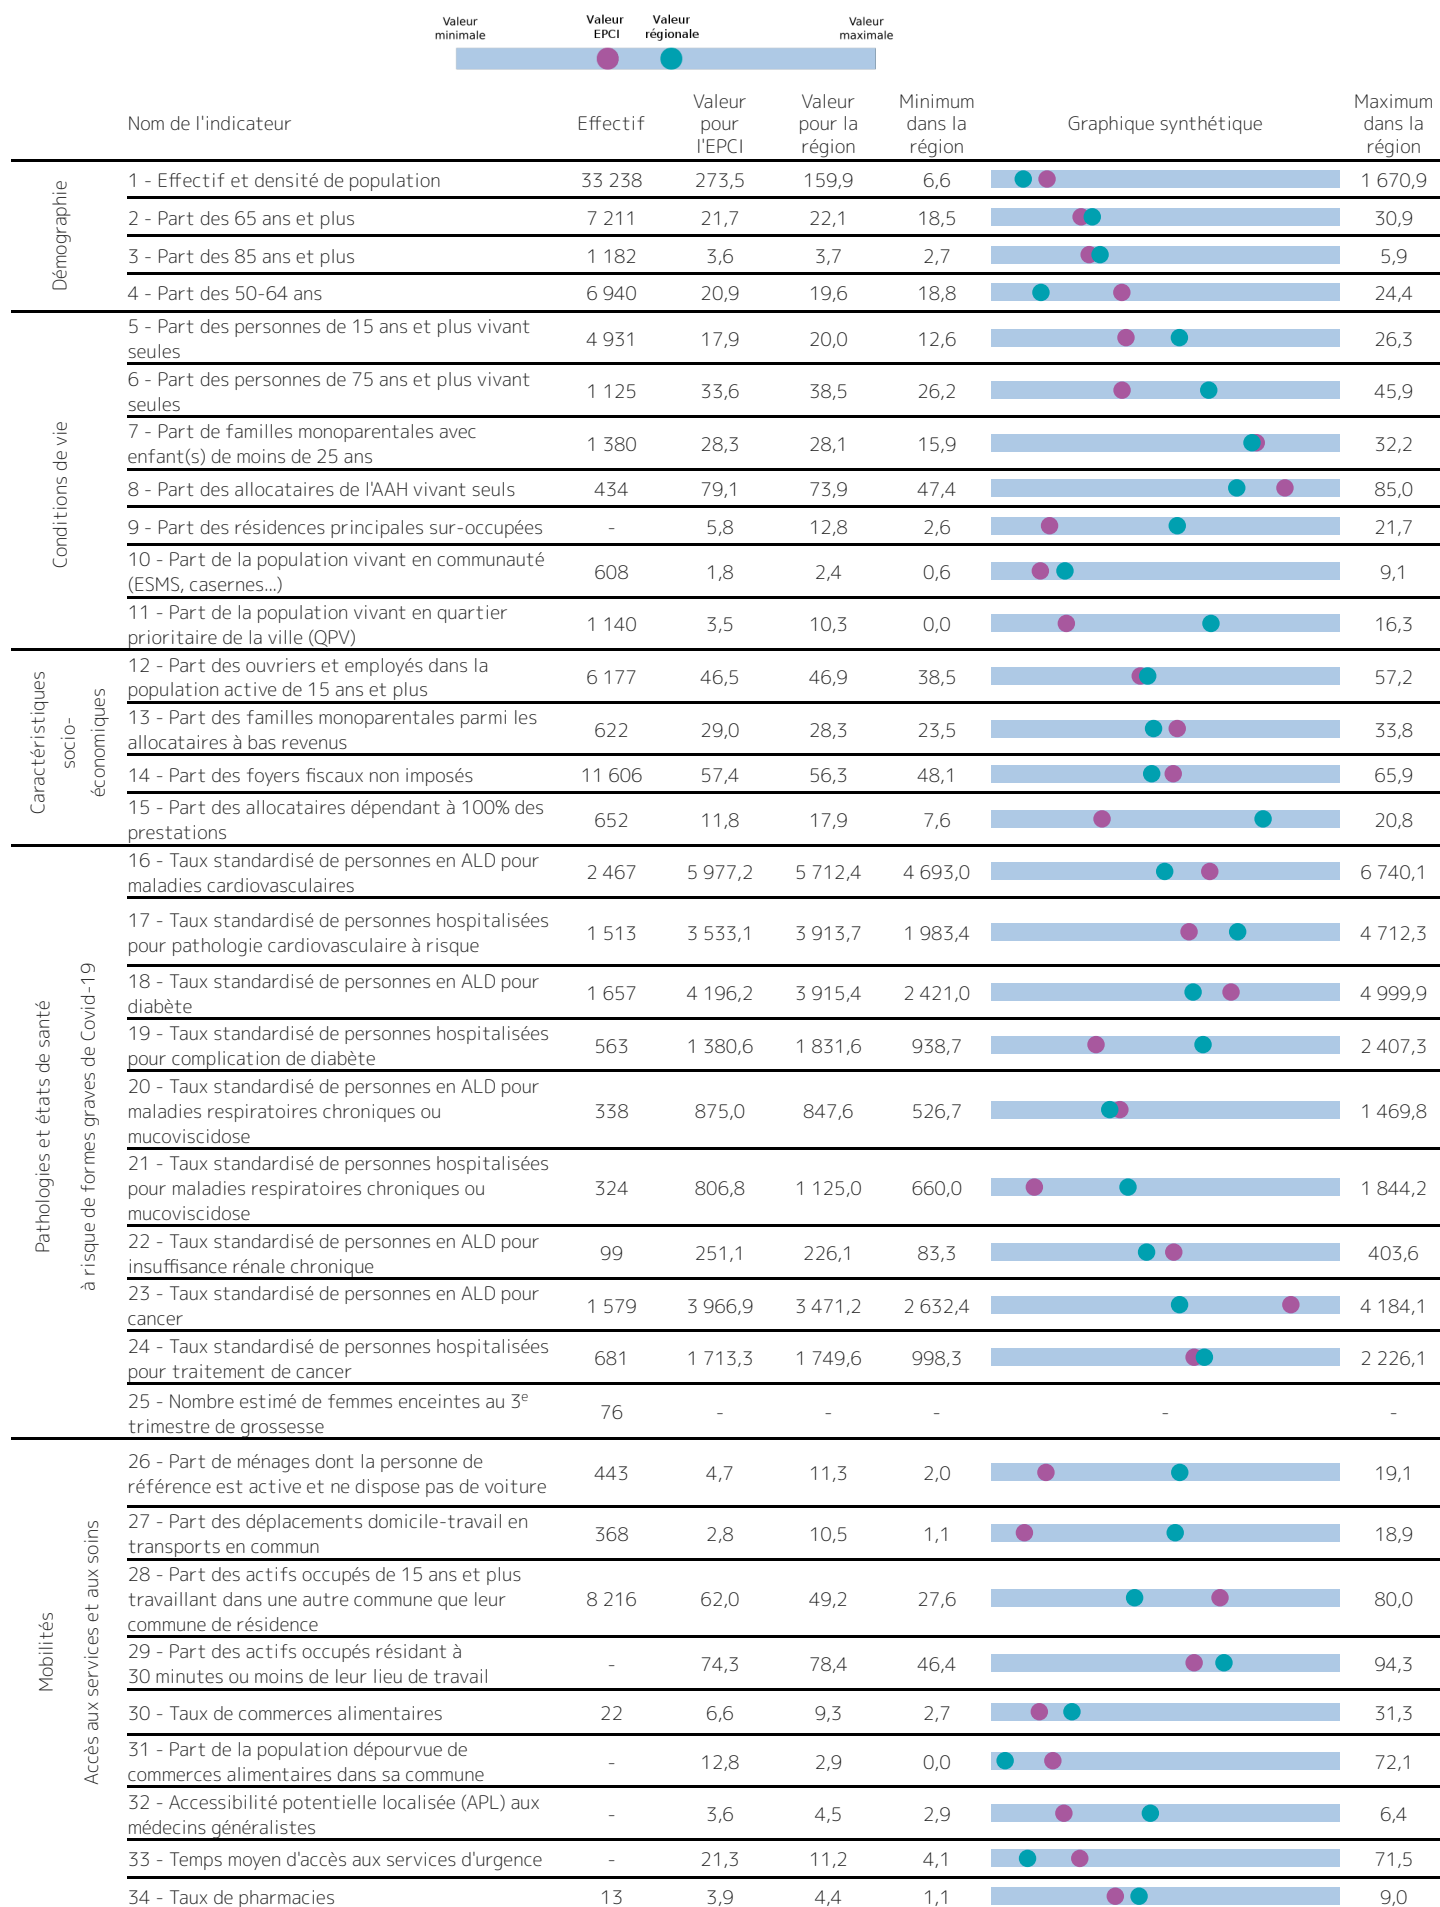 Valeur minimale
Valeur EPCI
Valeur régionale
Valeur maximale
Nom de l'indicateur
Effectif
Valeur pour l'EPCI
Valeur pour la région
Minimum dans la région
Graphique synthétique
Maximum dans la région
Démographie
1 - Effectif et densité de population 33 238 273,5 159,9 6,6 1 670,9
2 - Part des 65 ans et plus 7 211 21,7 22,1 18,5 30,9
3 - Part des 85 ans et plus 1 182 3,6 3,7 2,7 5,9
4 - Part des 50-64 ans 6 940 20,9 19,6 18,8 24,4
Conditions de vie
5 - Part des personnes de 15 ans et plus vivant
seules 4 931 17,9 20,0 12,6 26,3
6 - Part des personnes de 75 ans et plus vivant
seules 1 125 33,6 38,5 26,2 45,9
7 - Part de familles monoparentales avec
enfant(s) de moins de 25 ans 1 380 28,3 28,1 15,9 32,2
8 - Part des allocataires de l'AAH vivant seuls 434 79,1 73,9 47,4 85,0
9 - Part des résidences principales sur-occupées - 5,8 12,8 2,6 21,7
10 - Part de la population vivant en communauté
(ESMS, casernes...) 608 1,8 2,4 0,6 9,1
11 - Part de la population vivant en quartier
prioritaire de la ville (QPV) 1 140 3,5 10,3 0,0 16,3
Caractéristiques
socio-
économiques
12 - Part des ouvriers et employés dans la
population active de 15 ans et plus 6 177 46,5 46,9 38,5 57,2
13 - Part des familles monoparentales parmi les
allocataires à bas revenus 622 29,0 28,3 23,5 33,8
14 - Part des foyers fiscaux non imposés 11 606 57,4 56,3 48,1 65,9
15 - Part des allocataires dépendant à 100% des
prestations 652 11,8 17,9 7,6 20,8
Pathologies et états de santé
à risque de formes graves de Covid-19
16 - Taux standardisé de personnes en ALD pour
maladies cardiovasculaires 2 467 5 977,2 5 712,4 4 693,0 6 740,1
17 - Taux standardisé de personnes hospitalisées
pour pathologie cardiovasculaire à risque 1 513 3 533,1 3 913,7 1 983,4 4 712,3
18 - Taux standardisé de personnes en ALD pour
diabète 1 657 4 196,2 3 915,4 2 421,0 4 999,9
19 - Taux standardisé de personnes hospitalisées
pour complication de diabète 563 1 380,6 1 831,6 938,7 2 407,3
20 - Taux standardisé de personnes en ALD pour
maladies respiratoires chroniques ou
mucoviscidose 338 875,0 847,6 526,7 1 469,8
21 - Taux standardisé de personnes hospitalisées
pour maladies respiratoires chroniques ou
mucoviscidose 324 806,8 1 125,0 660,0 1 844,2
22 - Taux standardisé de personnes en ALD pour
insuffisance rénale chronique 99 251,1 226,1 83,3 403,6
23 - Taux standardisé de personnes en ALD pour
cancer 1 579 3 966,9 3 471,2 2 632,4 4 184,1
24 - Taux standardisé de personnes hospitalisées
pour traitement de cancer 681 1 713,3 1 749,6 998,3 2 226,1
25 - Nombre estimé de femmes enceintes au 3e
trimestre de grossesse 76 - - - - -
Mobilités
Accès aux services et aux soins
26 - Part de ménages dont la personne de
référence est active et ne dispose pas de voiture 443 4,7 11,3 2,0 19,1
27 - Part des déplacements domicile-travail en
transports en commun 368 2,8 10,5 1,1 18,9
28 - Part des actifs occupés de 15 ans et plus
travaillant dans une autre commune que leur
commune de résidence 8 216 62,0 49,2 27,6 80,0
29 - Part des actifs occupés résidant à
30 minutes ou moins de leur lieu de travail - 74,3 78,4 46,4 94,3
30 - Taux de commerces alimentaires 22 6,6 9,3 2,7 31,3
31 - Part de la population dépourvue de
commerces alimentaires dans sa commune - 12,8 2,9 0,0 72,1
32 - Accessibilité potentielle localisée (APL) aux
médecins généralistes - 3,6 4,5 2,9 6,4
33 - Temps moyen d'accès aux services d'urgence - 21,3 11,2 4,1 71,5
34 - Taux de pharmacies 13 3,9 4,4 1,1 9,0